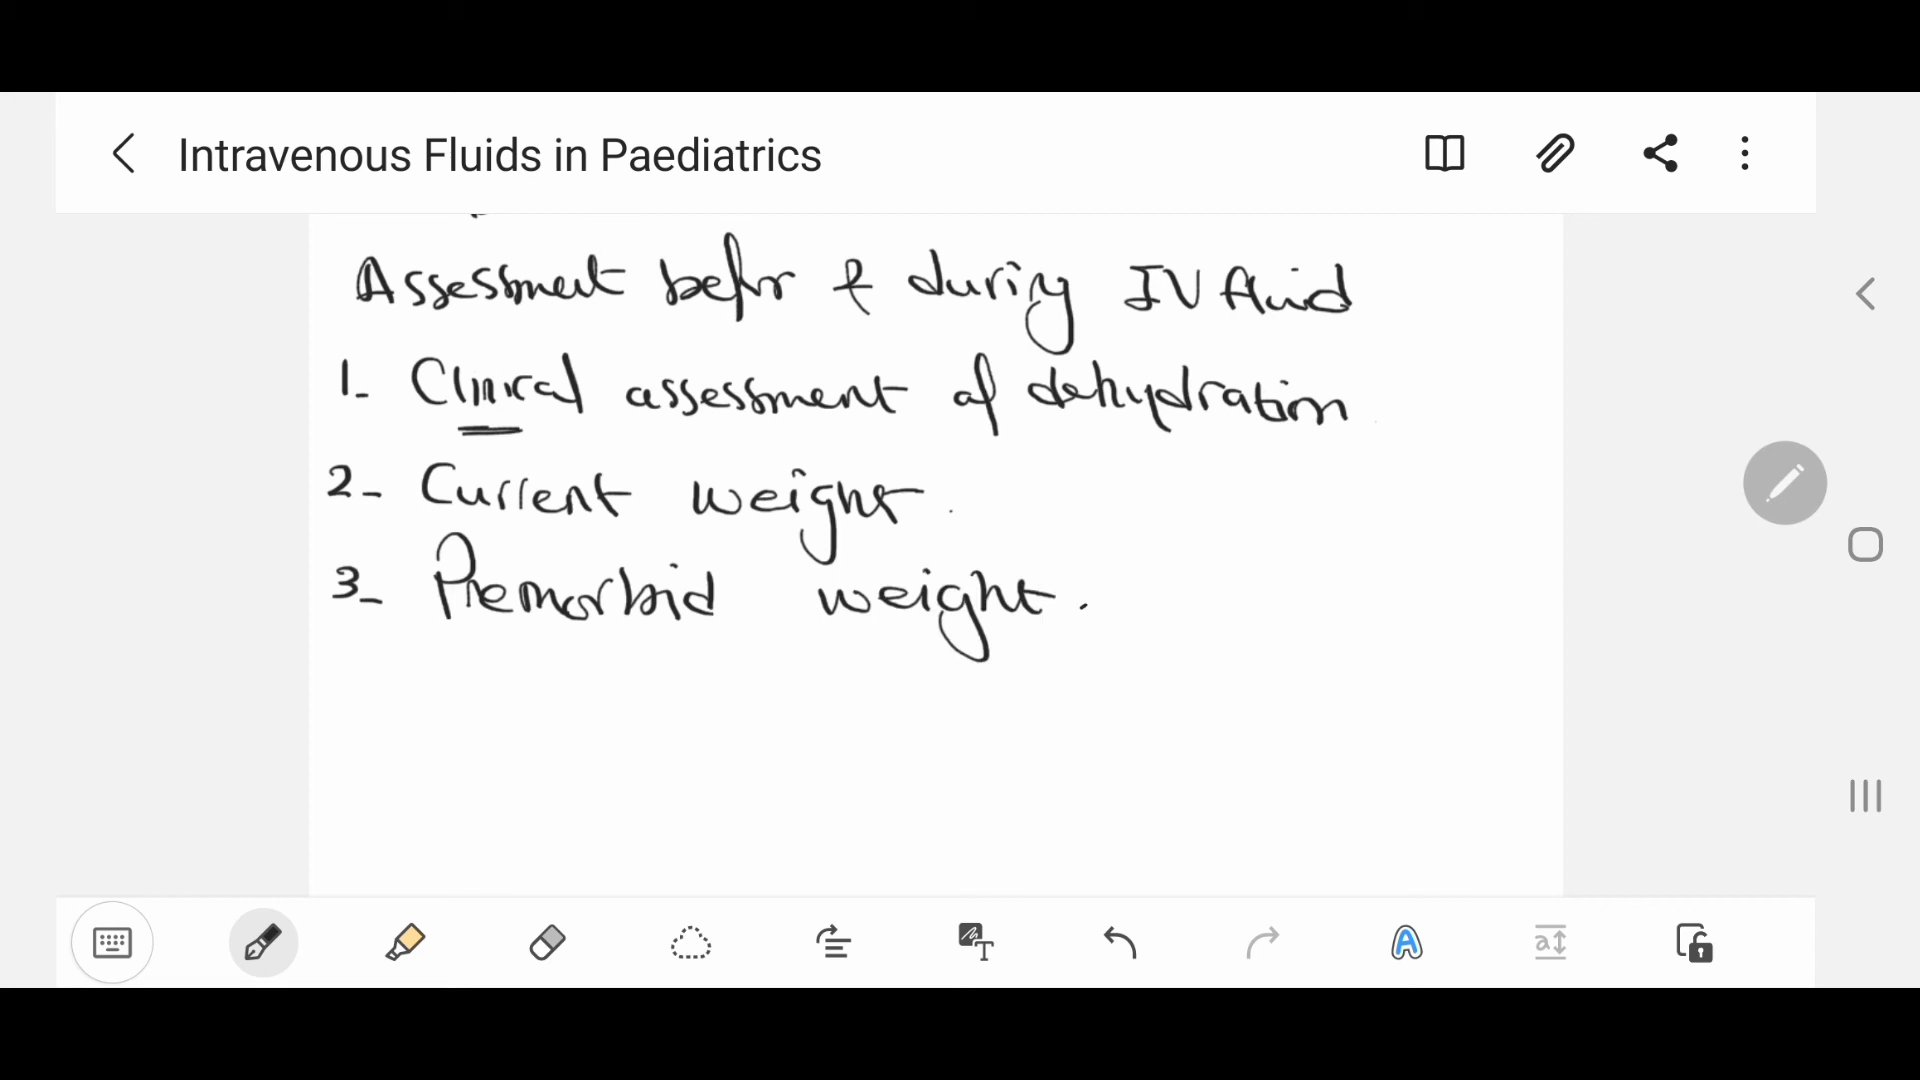 Intravenous Fluids in Paediatrics
Assessment befor & during IV fluid
1- Clinical assessment of dehydration
2- Current weight.
3- Premorbid weight.